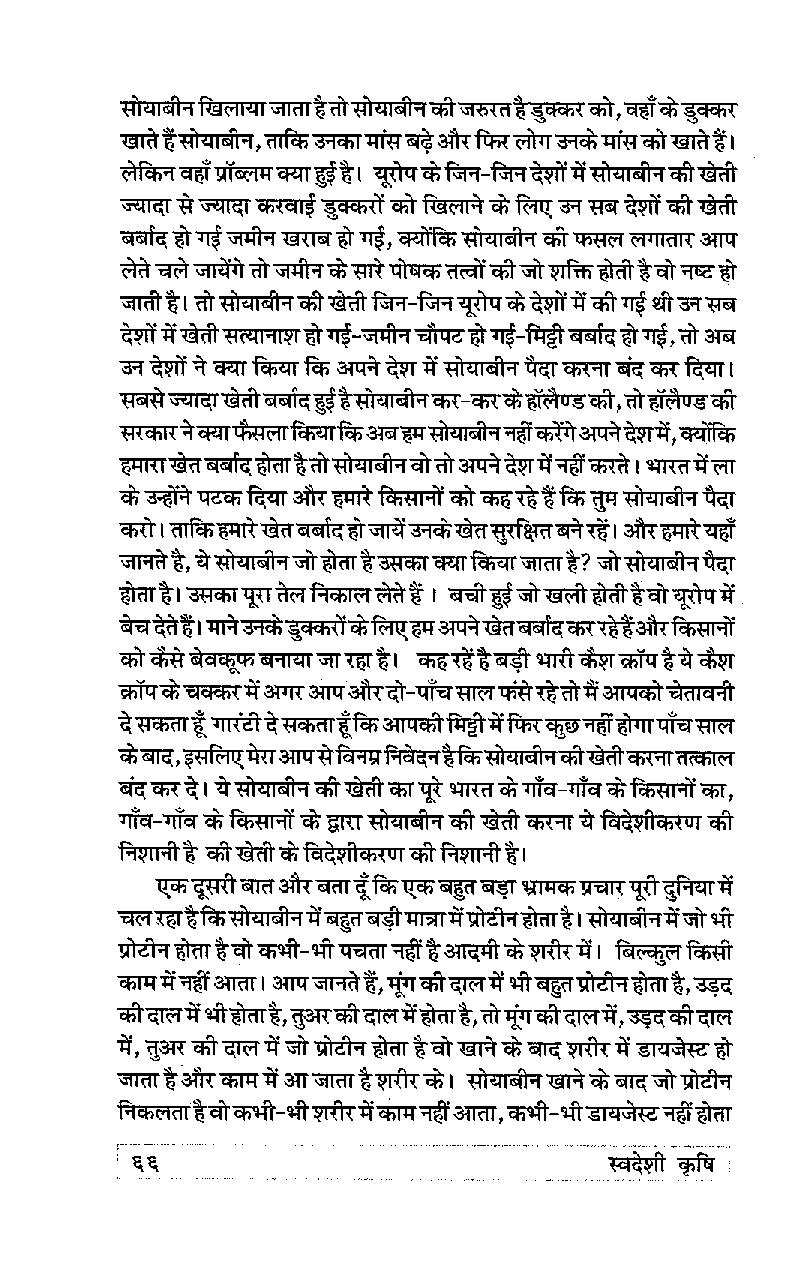 सोयाबीन खिलाया जाता है तो सोयाबीन की जरुरत है डुक्कर को, वहाँ के डुक्कर
खाते हैं सोयाबीन, ताकि उनका मांस बढ़े और फिर लोग उनके मांस को खाते हैं।
लेकिन वहाँ प्रॉब्लम क्या हुई है। यूरोप के जिन-जिन देशों में सोयाबीन की खेती
ज्यादा से ज्यादा करवाई डुक्करों को खिलाने के लिए उन सब देशों की खेती
बर्बाद हो गई जमीन खराब हो गई, क्योंकि सोयाबीन की फसल लगातार आप
लेते चले जायेंगे तो जमीन के सारे पोषक तत्वों की जो शक्ति होती है वो नष्ट हो
जाती है। तो सोयाबीन की खेती जिन-जिन यूरोप के देशों में की गई थी उन सब
देशों में खेती सत्यानाश हो गई-जमीन चौपट हो गई-मिट्टी बर्बाद हो गई, तो अब
उन देशों ने क्या किया कि अपने देश में सोयाबीन पैदा करना बंद कर दिया।
सबसे ज्यादा खेती बर्बाद हुई है सोयाबीन कर-कर के हॉलैण्ड की, तो हॉलैण्ड की
सरकार ने क्या फैसला किया कि अब हम सोयाबीन नहीं करेंगे अपने देश में, क्योंकि
हमारा खेत बर्बाद होता है तो सोयाबीन वो तो अपने देश में नहीं करते। भारत में ला
के उन्होंने पटक दिया और हमारे किसानों को कह रहे हैं कि तुम सोयाबीन पैदा
करो। ताकि हमारे खेत बर्बाद हो जायें उनके खेत सुरक्षित बने रहें। और हमारे यहाँ
जानते है, ये सोयाबीन जो होता है उसका क्या किया जाता है? जो सोयाबीन पैदा
होता है। उसका पूरा तेल निकाल लेते हैं । बची हुई जो खली होती है वो यूरोप में
बेच देते हैं। माने उनके डुक्करों के लिए हम अपने खेत बर्बाद कर रहे हैं और किसानों
को कैसे बेवकूफ बनाया जा रहा है। कह रहें है बड़ी भारी कैश क्रॉप है ये कैश
क्रॉप के चक्कर में अगर आप और दो-पाँच साल फंसे रहे तो मैं आपको चेतावनी
दे सकता हूँ गारंटी दे सकता हूँ कि आपकी मिट्टी में फिर कुछ नहीं होगा पाँच साल
के बाद, इसलिए मेरा आप से विनम्र निवेदन है कि सोयाबीन की खेती करना तत्काल
बंद कर दे। ये सोयाबीन की खेती का पूरे भारत के गाँव-गाँव के किसानों का,
गाँव-गाँव के किसानों के द्वारा सोयाबीन की खेती करना ये विदेशीकरण की
निशानी है की खेती के विदेशीकरण की निशानी है।
एक दूसरी बात और बता दूँ कि एक बहुत बड़ा भ्रामक प्रचार पूरी दुनिया में
चल रहा है कि सोयाबीन में बहुत बड़ी मात्रा में प्रोटीन होता है। सोयाबीन में जो भी
प्रोटीन होता है वो कभी-भी पचता नहीं है आदमी के शरीर में। बिल्कुल किसी
काम में नहीं आता। आप जानते हैं, मूंग की दाल में भी बहुत प्रोटीन होता है, उड़द
की दाल में भी होता है, तुअर की दाल में होता है, तो मूंग की दाल में, उड़द की दाल
में, तुअर की दाल में जो प्रोटीन होता है वो खाने के बाद शरीर में डायजेस्ट हो
जाता है और काम में आ जाता है शरीर के। सोयाबीन खाने के बाद जो प्रोटीन
निकलता है वो कभी-भी शरीर में काम नहीं आता, कभी-भी डायजेस्ट नहीं होता
६६ स्वदेशी कृषि